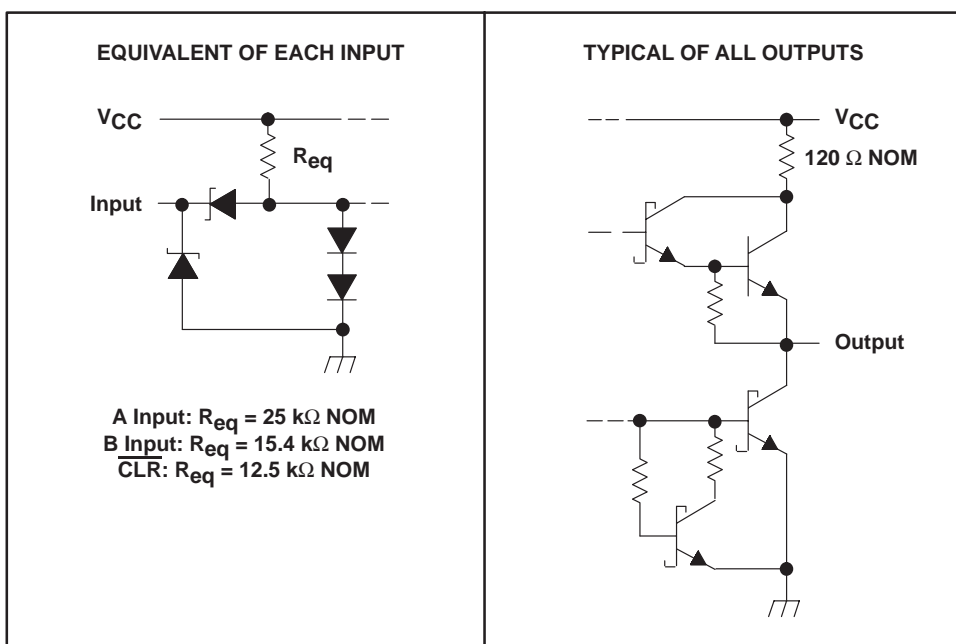 EQUIVALENT OF EACH INPUT
VCC
Req
Input
A Input: Req = 25 kΩ NOM
B Input: Req = 15.4 kΩ NOM
C̅L̅R̅: Req = 12.5 kΩ NOM
TYPICAL OF ALL OUTPUTS
VCC
120 Ω NOM
Output